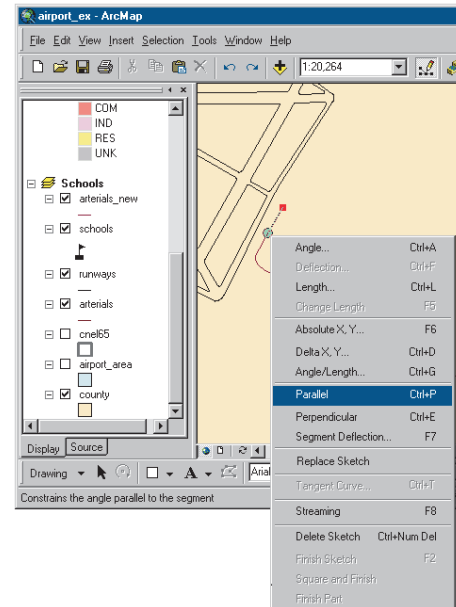 airport_ex - ArcMap
File Edit View Insert Selection Tools Window Help
1:20,264
COM
IND
RES
UNK
Schools
arterials_new
schools
runways
arterials
cnel65
airport_area
county
Display Source
Drawing A Arial
Constrains the angle parallel to the segment
Angle... Ctrl+A
Deflection... Ctrl+F
Length... Ctrl+L
Change Length F5
Absolute X, Y... F6
Delta X, Y... Ctrl+D
Angle/Length... Ctrl+G
Parallel Ctrl+P
Perpendicular Ctrl+E
Segment Deflection... F7
Replace Sketch
Tangent Curve... Ctrl+T
Streaming F8
Delete Sketch Ctrl+Num Del
Finish Sketch F2
Square and Finish
Finish Part